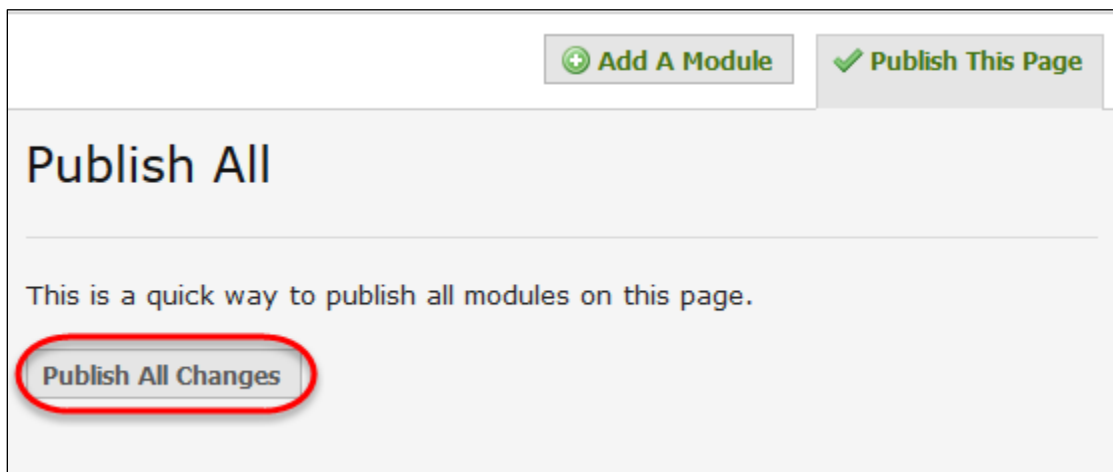 Add A Module
Publish This Page
Publish All
This is a quick way to publish all modules on this page.
Publish All Changes